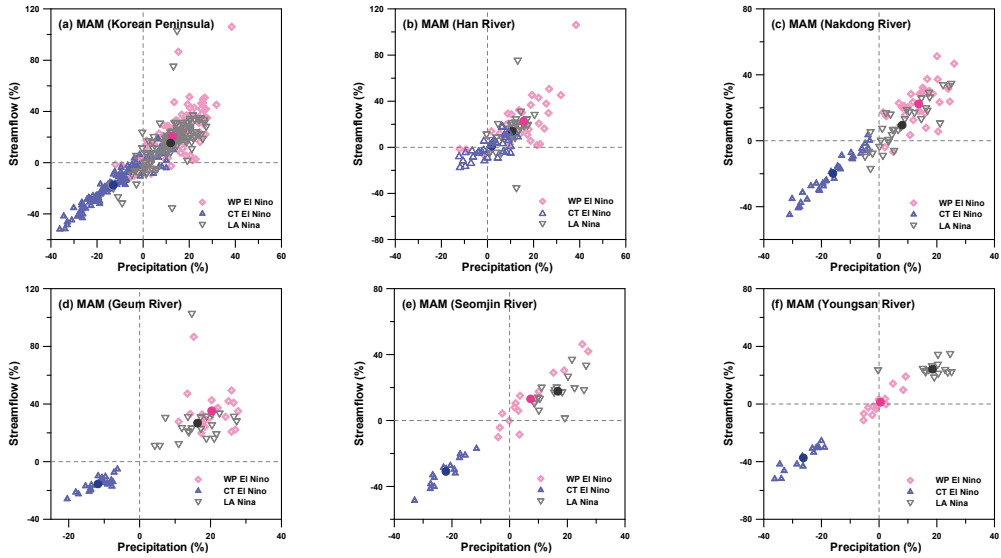 (a) MAM (Korean Peninsula)
Streamflow (%)
120
80
40
0
-40
-80
-40 -20 0 20 40 60
Precipitation (%)
WP El Nino
CT El Nino
LA Nina
(b) MAM (Han River)
Streamflow (%)
120
80
40
0
-40
-80
-40 -20 0 20 40 60
Precipitation (%)
WP El Nino
CT El Nino
LA Nina
(c) MAM (Nakdong River)
Streamflow (%)
80
40
0
-40
-80
-40 -20 0 20 40
Precipitation (%)
WP El Nino
CT El Nino
LA Nina
(d) MAM (Geum River)
Streamflow (%)
120
80
40
0
-40
-40 -20 0 20 40
Precipitation (%)
WP El Nino
CT El Nino
LA Nina
(e) MAM (Seomjin River)
Streamflow (%)
80
40
0
-40
-60
-40 -20 0 20 40
Precipitation (%)
WP El Nino
CT El Nino
LA Nina
(f) MAM (Youngsan River)
Streamflow (%)
80
40
0
-40
-80
-40 -20 0 20 40
Precipitation (%)
WP El Nino
CT El Nino
LA Nina